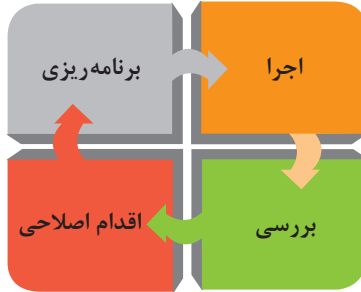 برنامه‌ریزی
اجرا
بررسی
اقدام اصلاحی